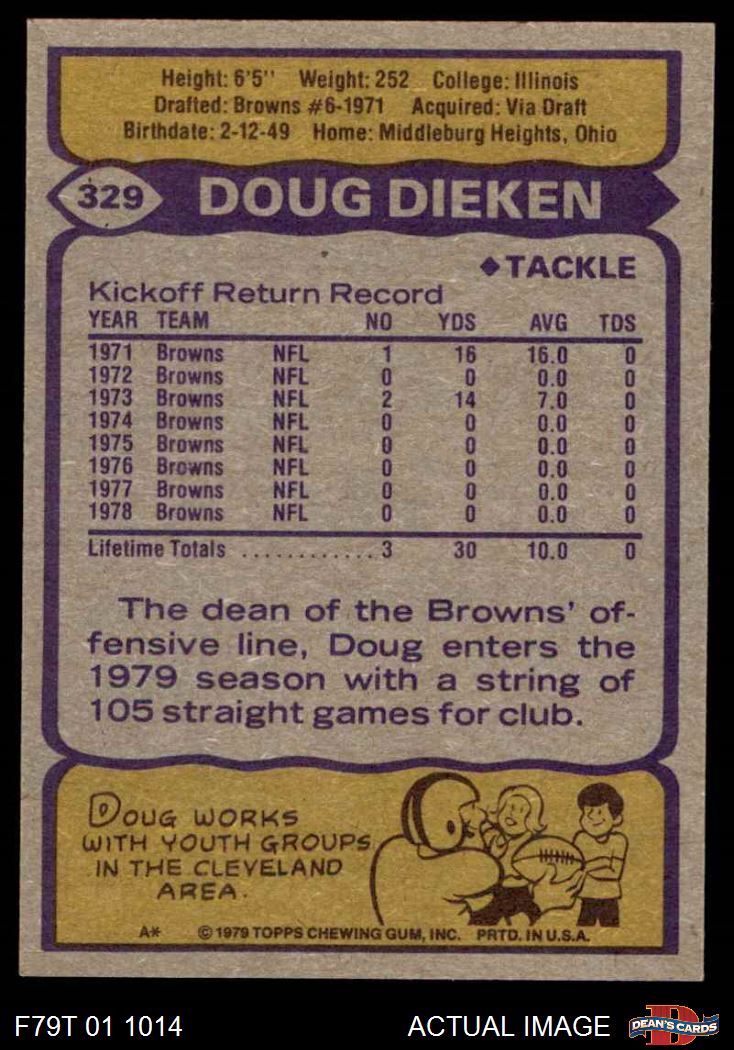 Height: 6'5'' Weight: 252 College: Illinois
Drafted: Browns #6-1971 Acquired: Via Draft
Birthdate: 2-12-49 Home: Middleburg Heights, Ohio
329 DOUG DIEKEN
◆TACKLE
Kickoff Return Record
YEAR TEAM NO YDS AVG TDS
1971 Browns NFL 1 16 16.0 0
1972 Browns NFL 0 0 0.0 0
1973 Browns NFL 2 14 7.0 0
1974 Browns NFL 0 0 0.0 0
1975 Browns NFL 0 0 0.0 0
1976 Browns NFL 0 0 0.0 0
1977 Browns NFL 0 0 0.0 0
1978 Browns NFL 0 0 0.0 0
Lifetime Totals ............. 3 30 10.0 0
The dean of the Browns' of-
fensive line, Doug enters the
1979 season with a string of
105 straight games for club.
DOUG WORKS
WITH YOUTH GROUPS
IN THE CLEVELAND
AREA.
A* © 1979 TOPPS CHEWING GUM, INC. PRTD. IN U.S.A.
F79T 01 1014 ACTUAL IMAGE D DEAN'S CARDS